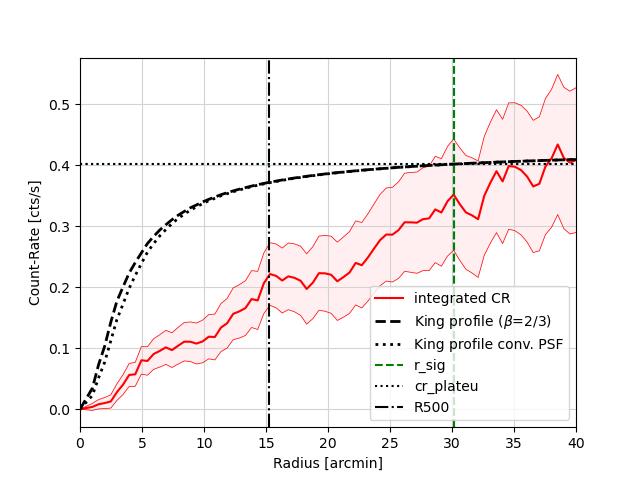 0.5
0.4
0.3
0.2
0.1
0.0
Count-Rate [cts/s]
integrated CR
King profile (β=2/3)
King profile conv. PSF
r_sig
cr_plateu
R500
0 5 10 15 20 25 30 35 40
Radius [arcmin]